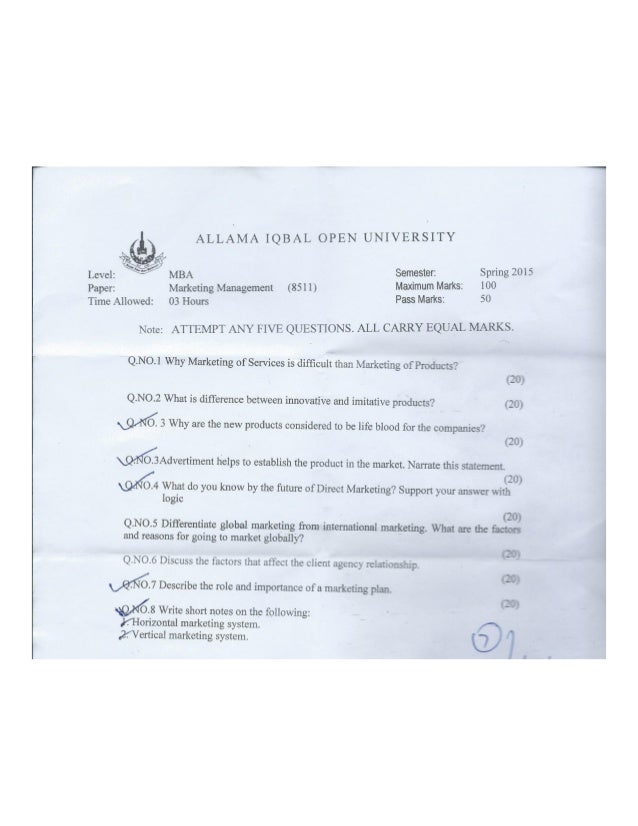 ALLAMA IQBAL OPEN UNIVERSITY
Level: MBA Semester: Spring 2015
Paper: Marketing Management (8511) Maximum Marks: 100
Time Allowed: 03 Hours Pass Marks: 50
Note: ATTEMPT ANY FIVE QUESTIONS. ALL CARRY EQUAL MARKS.
Q.NO.1 Why Marketing of Services is difficult than Marketing of Products?
(20)
Q.NO.2 What is difference between innovative and imitative products? (20)
Q.NO. 3 Why are the new products considered to be life blood for the companies?
(20)
Q.NO.3Advertiment helps to establish the product in the market. Narrate this statement.
(20)
Q.NO.4 What do you know by the future of Direct Marketing? Support your answer with
logic
(20)
Q.NO.5 Differentiate global marketing from international marketing. What are the factors
and reasons for going to market globally?
(20)
Q.NO.6 Discuss the factors that affect the client agency relationship.
(20)
Q.NO.7 Describe the role and importance of a marketing plan.
(20)
Q.NO.8 Write short notes on the following:
1. Horizontal marketing system.
2. Vertical marketing system.
7